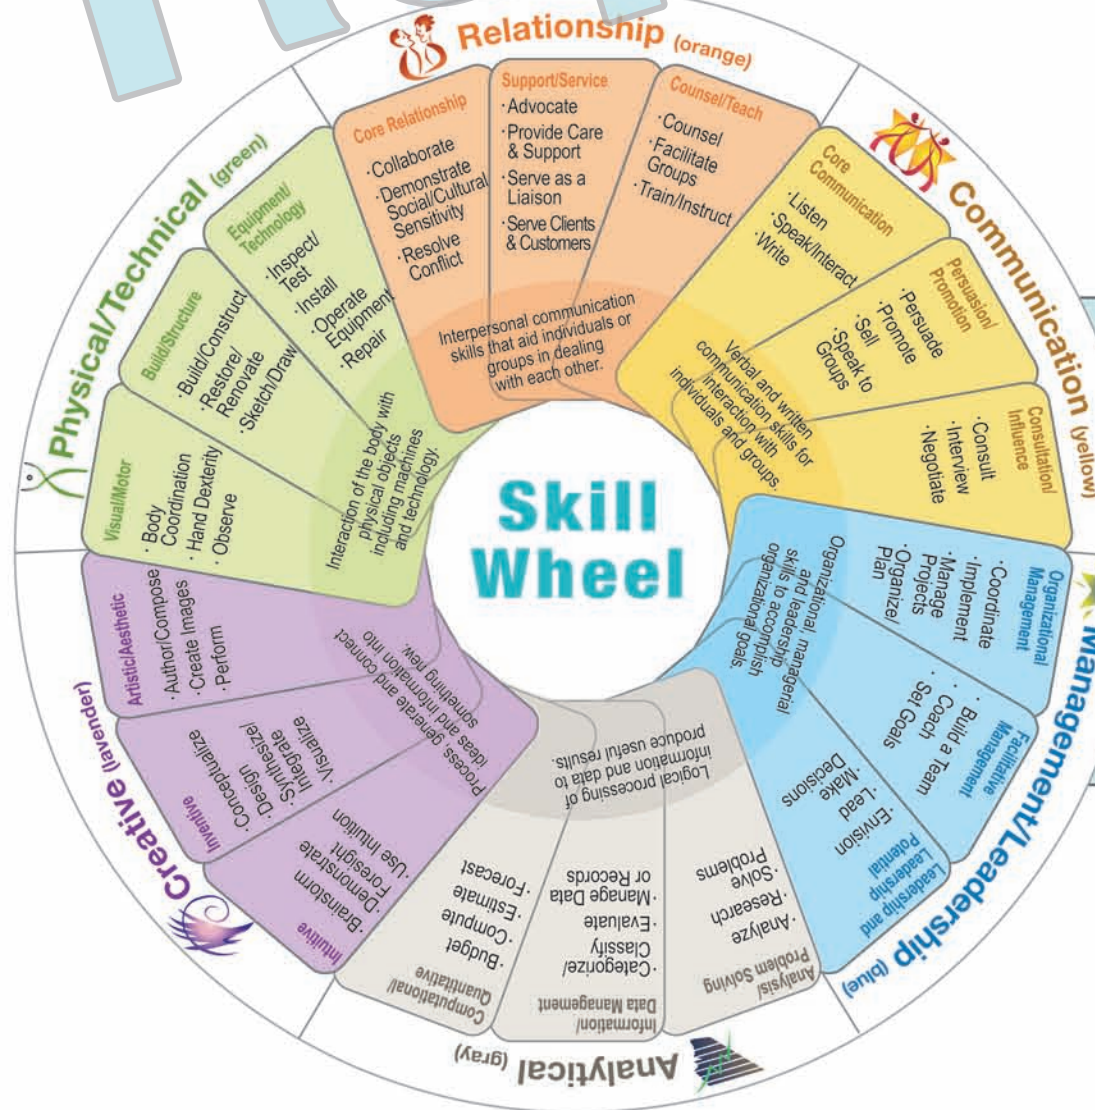 Relationship (orange)
Core Relationship
·Collaborate
·Demonstrate
Social/Cultural
Sensitivity
·Resolve
Conflict
Support/Service
·Advocate
·Provide Care
& Support
·Serve as a
Liaison
·Serve Clients
& Customers
Counsel/Teach
·Counsel
·Facilitate
Groups
·Train/Instruct
Interpersonal communication
skills that aid individuals or
groups in dealing
with each other.
Communication (yellow)
Core
Communication
·Listen
·Speak/Interact
·Write
Persuasion/
Promotion
·Persuade
·Promote
·Sell
·Speak to
Groups
Consultation/
Influence
·Consult
·Interview
·Negotiate
Verbal and written
communication skills for
interaction with
individuals and groups.
Management/Leadership (blue)
Organizational
Management
·Coordinate
·Implement
·Manage
Projects
·Organize/
Plan
Facilitative
Management
·Build a Team
·Coach
·Set Goals
Leadership and
Leadership
Potential
·Envision
·Lead
·Make
Decisions
Organizational, managerial
and leadership
skills to accomplish
organizational goals.
Analytical (gray)
Analysis/
Problem Solving
·Analyze
·Research
·Solve
Problems
Information/
Data Management
·Categorize/
Classify
·Evaluate
·Manage Data
or Records
Computational/
Quantitative
·Budget
·Compute
·Estimate
·Forecast
Logical processing of
information and data to
produce useful results.
Creative (lavender)
Intuitive
·Brainstorm
·Demonstrate
Foresight
·Use Intuition
Inventive
·Conceptualize
·Design
·Synthesize/
Integrate
·Visualize
Artistic/Aesthetic
·Author/Compose
·Create Images
·Perform
Process, generate and connect
ideas and information into
something new.
Physical/Technical (green)
Visual/Motor
·Body
Coordination
·Hand Dexterity
·Observe
Build/Structure
·Build/Construct
·Restore/
Renovate
·Sketch/Draw
Equipment/
Technology
·Inspect/
Test
·Install
·Operate
Equipment
·Repair
Interaction of the body with
physical objects
including machines
and technology.
Skill
Wheel